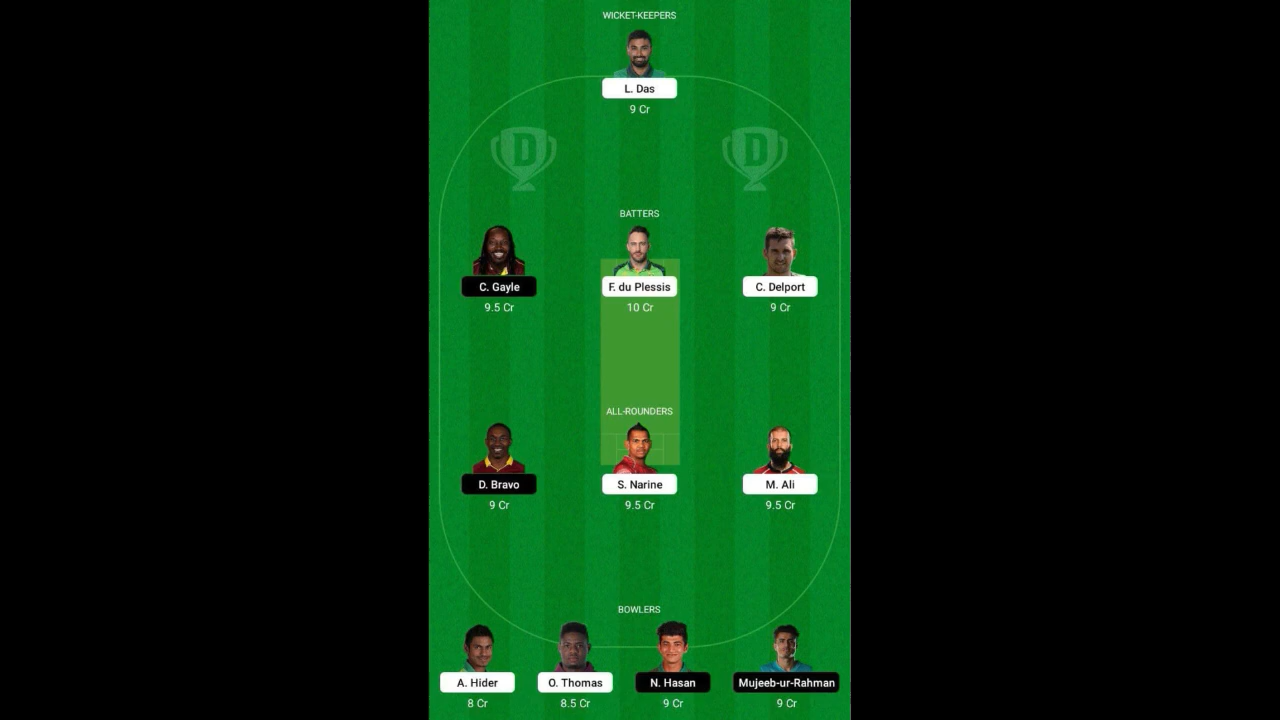 WICKET-KEEPERS
L. Das
9 Cr
D D
BATTERS
C. Gayle F. du Plessis C. Delport
9.5 Cr 10 Cr 9 Cr
ALL-ROUNDERS
D. Bravo S. Narine M. Ali
9 Cr 9.5 Cr 9.5 Cr
BOWLERS
A. Hider O. Thomas N. Hasan Mujeeb-ur-Rahman
8 Cr 8.5 Cr 9 Cr 9 Cr